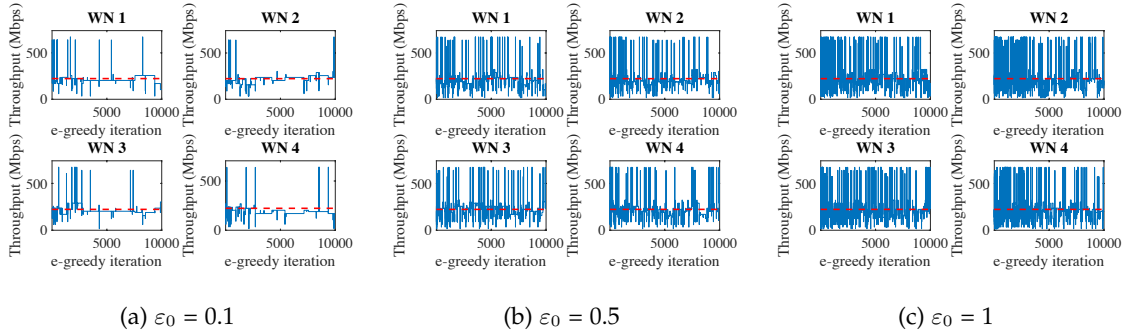 WN 1
WN 2
Throughput (Mbps)
500
0
5000
10000
e-greedy iteration
Throughput (Mbps)
500
0
5000
10000
e-greedy iteration
WN 3
WN 4
Throughput (Mbps)
500
0
5000
10000
e-greedy iteration
Throughput (Mbps)
500
0
5000
10000
e-greedy iteration
(a) ε₀ = 0.1
WN 1
WN 2
Throughput (Mbps)
500
0
5000
10000
e-greedy iteration
Throughput (Mbps)
500
0
5000
10000
e-greedy iteration
WN 3
WN 4
Throughput (Mbps)
500
0
5000
10000
e-greedy iteration
Throughput (Mbps)
500
0
5000
10000
e-greedy iteration
(b) ε₀ = 0.5
WN 1
WN 2
Throughput (Mbps)
500
0
5000
10000
e-greedy iteration
Throughput (Mbps)
500
0
5000
10000
e-greedy iteration
WN 3
WN 4
Throughput (Mbps)
500
0
5000
10000
e-greedy iteration
Throughput (Mbps)
500
0
5000
10000
e-greedy iteration
(c) ε₀ = 1